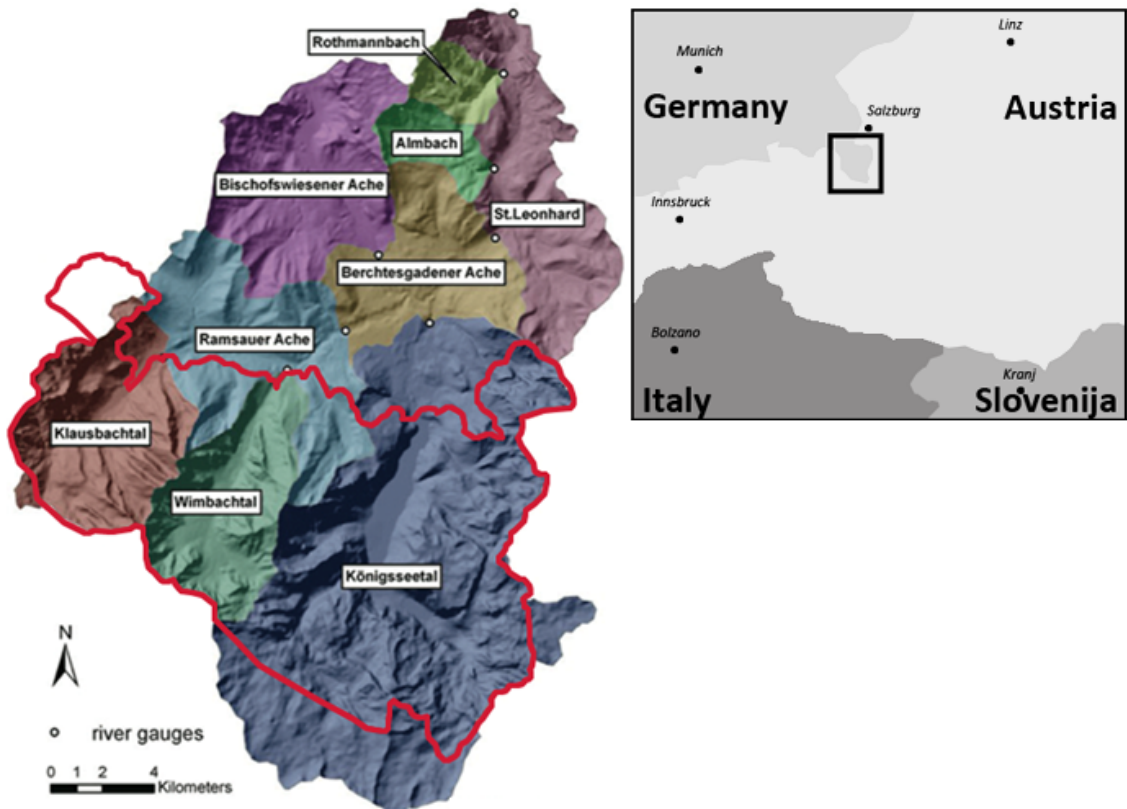 Rothmannbach
Almbach
Bischofswiesener Ache
St.Leonhard
Berchtesgadener Ache
Ramsauer Ache
Klausbachtal
Wimbachtal
Königsseetal
N
river gauges
0 1 2 4
Kilometers
Linz
Munich
Germany
Austria
Salzburg
Innsbruck
Bolzano
Kranj
Italy
Slovenija